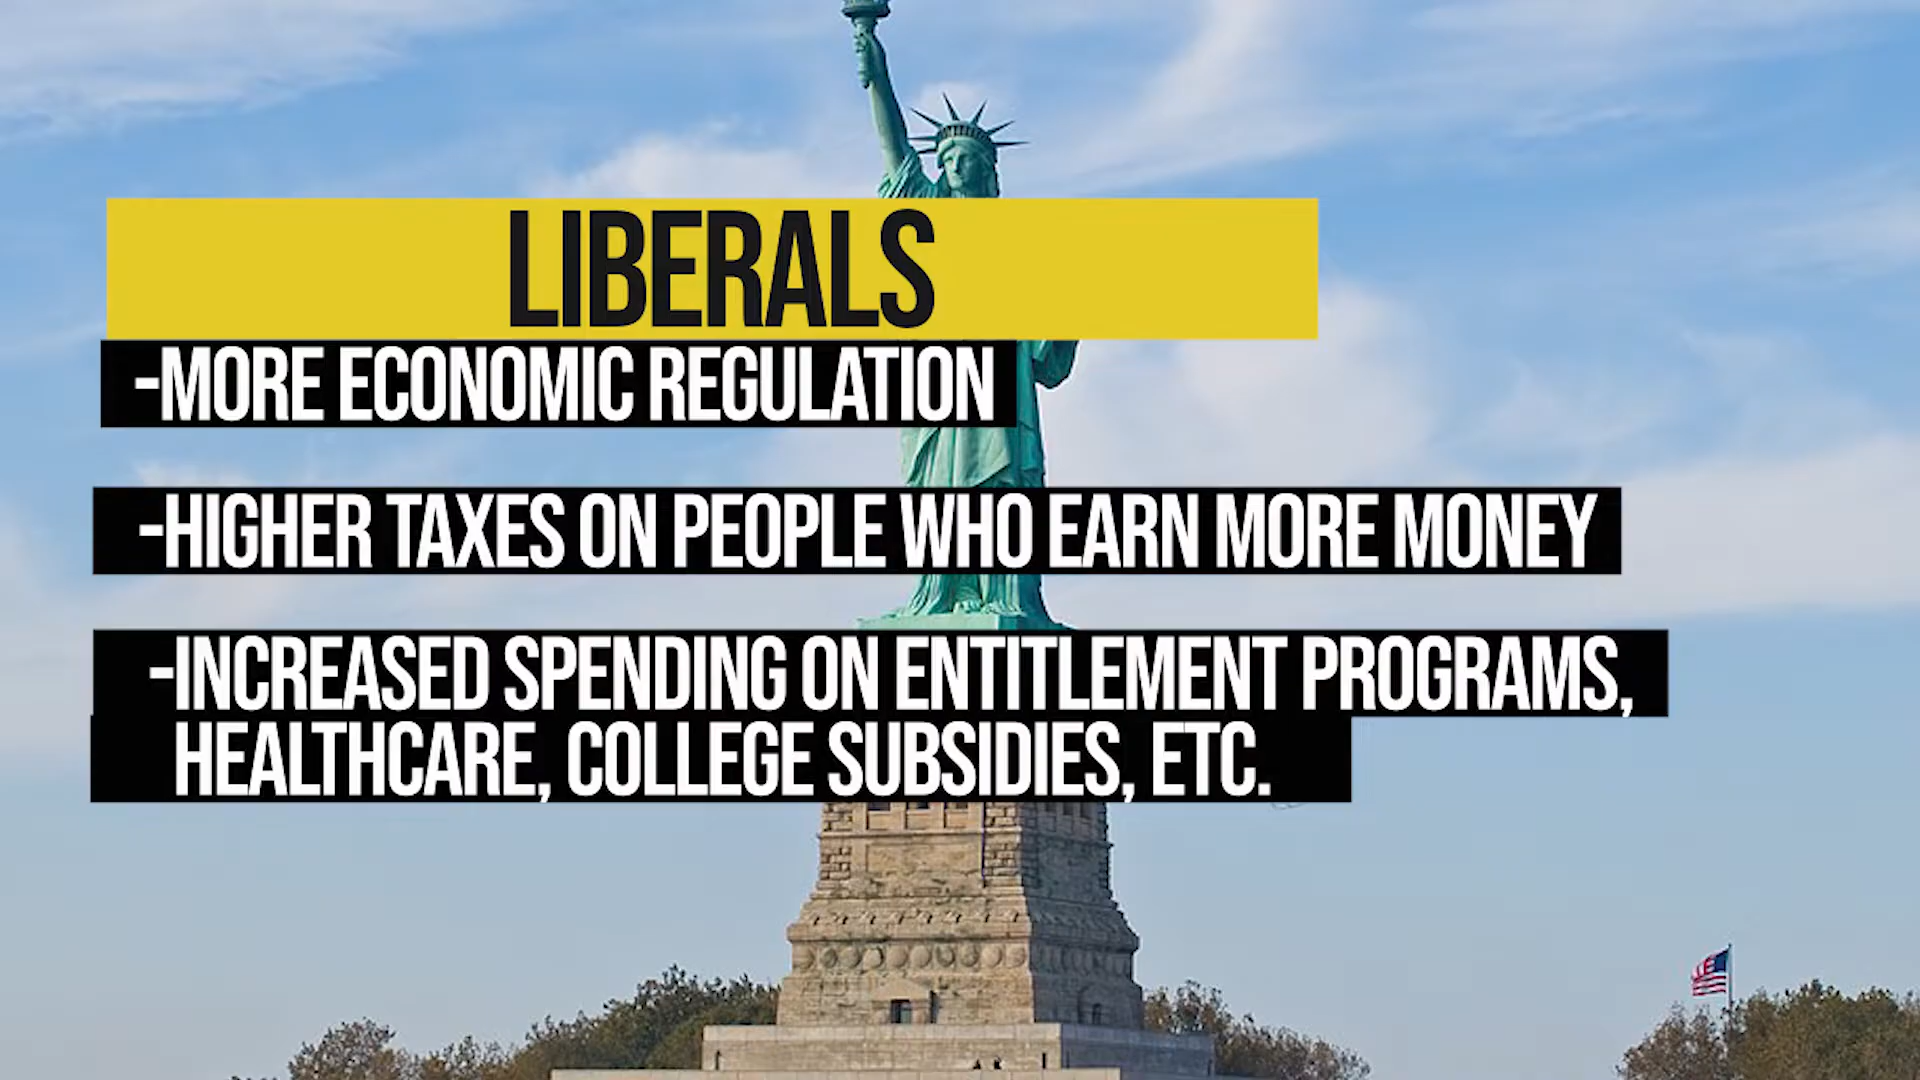 LIBERALS
-MORE ECONOMIC REGULATION
-HIGHER TAXES ON PEOPLE WHO EARN MORE MONEY
-INCREASED SPENDING ON ENTITLEMENT PROGRAMS,
HEALTHCARE, COLLEGE SUBSIDIES, ETC.